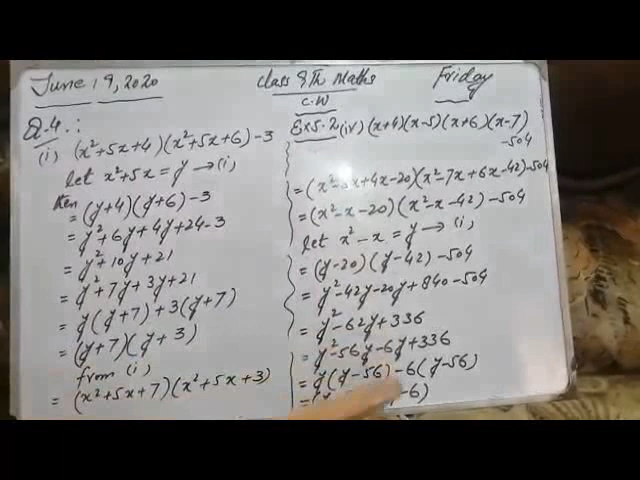 June 19, 2020
Class 9Th Maths
Friday
C.W
Q.4.:
(i) (x²+5x+4)(x²+5x+6)-3
let x²+5x = y → (i)
then
= (y+4)(y+6)-3
= y²+6y+4y+24-3
= y²+10y+21
= y²+7y+3y+21
= y(y+7)+3(y+7)
= (y+7)(y+3)
from (i)
= (x²+5x+7)(x²+5x+3)
Ex5.2 (iv) (x+4)(x-5)(x+6)(x-7)
-504
= (x²-5x+4x-20)(x²-7x+6x-42)-504
= (x²-x-20)(x²-x-42)-504
let x²-x = y → (i)
= (y-20)(y-42)-504
= y²-42y-20y+840-504
= y²-62y+336
= y²-56y-6y+336
= y(y-56)-6(y-56)
-6)